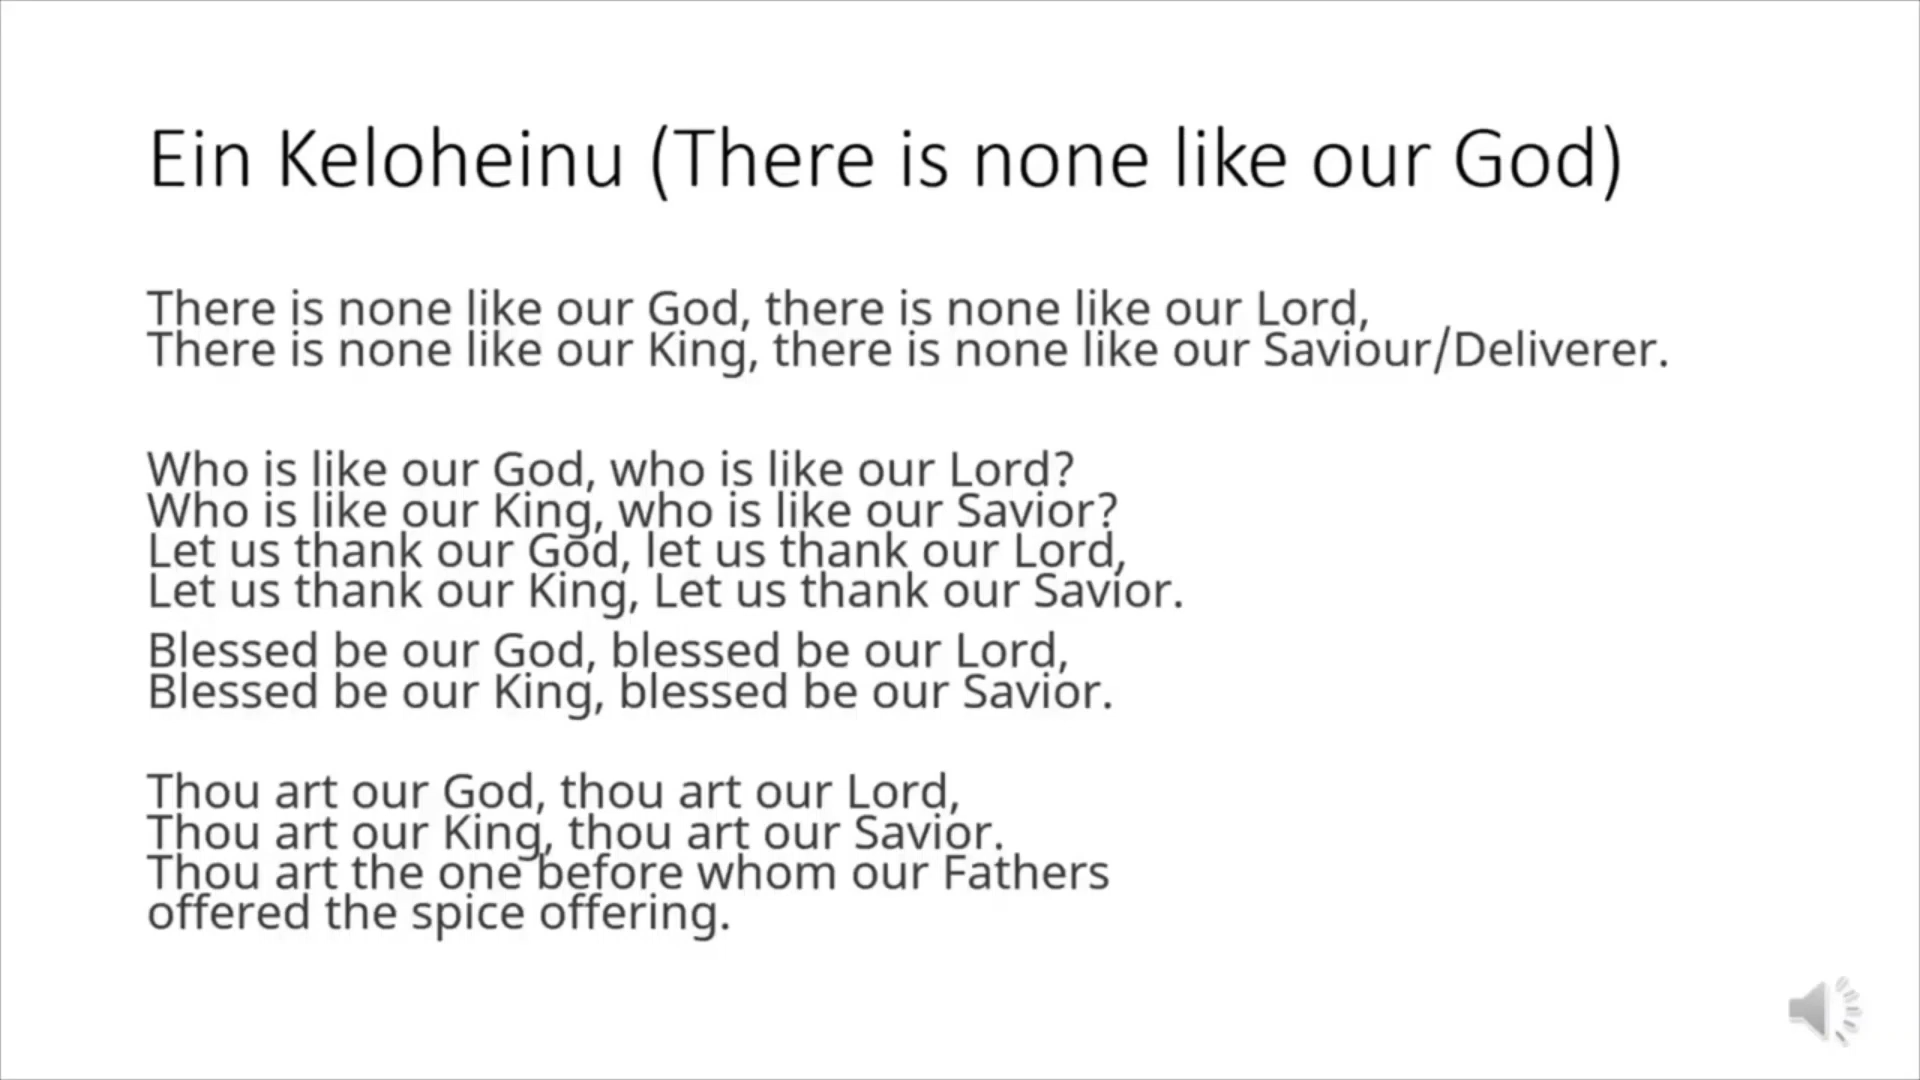 Ein Keloheinu (There is none like our God)
There is none like our God, there is none like our Lord,
There is none like our King, there is none like our Saviour/Deliverer.
Who is like our God, who is like our Lord?
Who is like our King, who is like our Savior?
Let us thank our God, let us thank our Lord,
Let us thank our King, Let us thank our Savior.
Blessed be our God, blessed be our Lord,
Blessed be our King, blessed be our Savior.
Thou art our God, thou art our Lord,
Thou art our King, thou art our Savior.
Thou art the one before whom our Fathers
offered the spice offering.